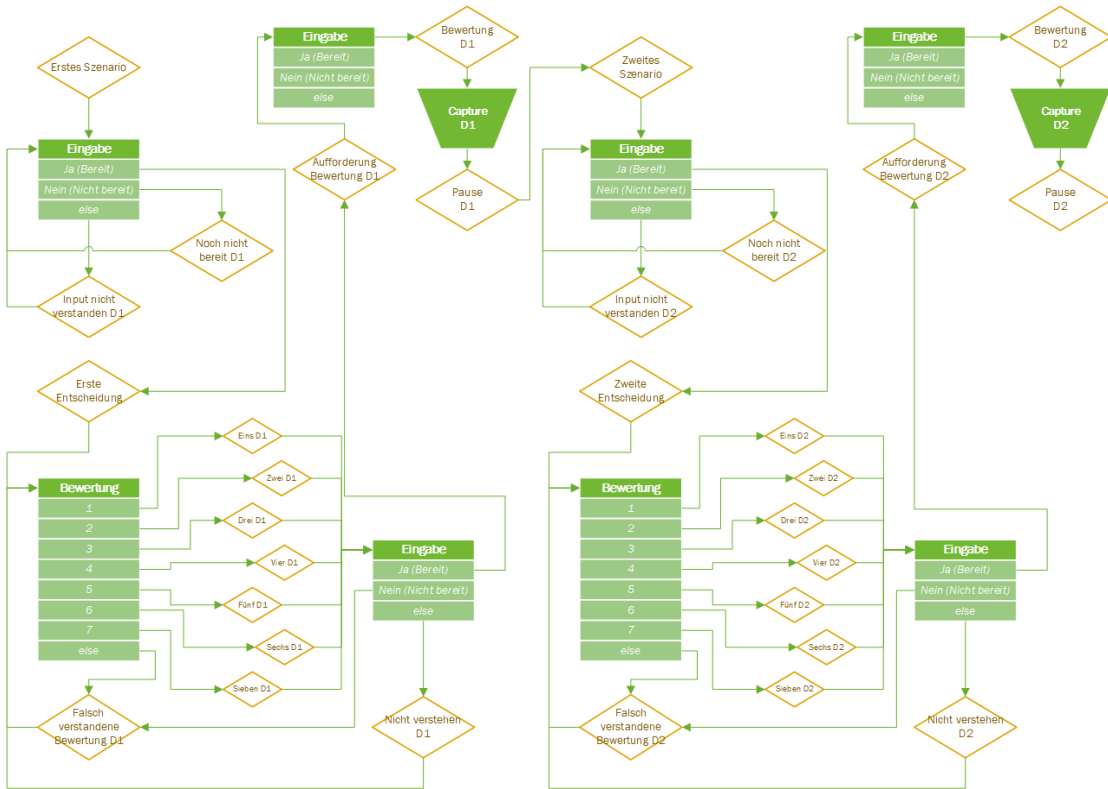 Erstes Szenario
Eingabe
Ja (Bereit)
Nein (Nicht bereit)
else
Noch nicht
bereit D1
Input nicht
verstanden D1
Erste
Entscheidung
Bewertung
1
2
3
4
5
6
7
else
Eins D1
Zwei D1
Drei D1
Vier D1
Fünf D1
Sechs D1
Sieben D1
Falsch
verstandene
Bewertung D1
Eingabe
Ja (Bereit)
Nein (Nicht bereit)
else
Nicht verstehen
D1
Aufforderung
Bewertung D1
Eingabe
Ja (Bereit)
Nein (Nicht bereit)
else
Bewertung
D1
Capture
D1
Pause
D1
Zweites
Szenario
Eingabe
Ja (Bereit)
Nein (Nicht bereit)
else
Noch nicht
bereit D2
Input nicht
verstanden D2
Zweite
Entscheidung
Bewertung
1
2
3
4
5
6
7
else
Eins D2
Zwei D2
Drei D2
Vier D2
Fünf D2
Sechs D2
Sieben D2
Falsch
verstandene
Bewertung D2
Eingabe
Ja (Bereit)
Nein (Nicht bereit)
else
Nicht verstehen
D2
Aufforderung
Bewertung D2
Eingabe
Ja (Bereit)
Nein (Nicht bereit)
else
Bewertung
D2
Capture
D2
Pause
D2